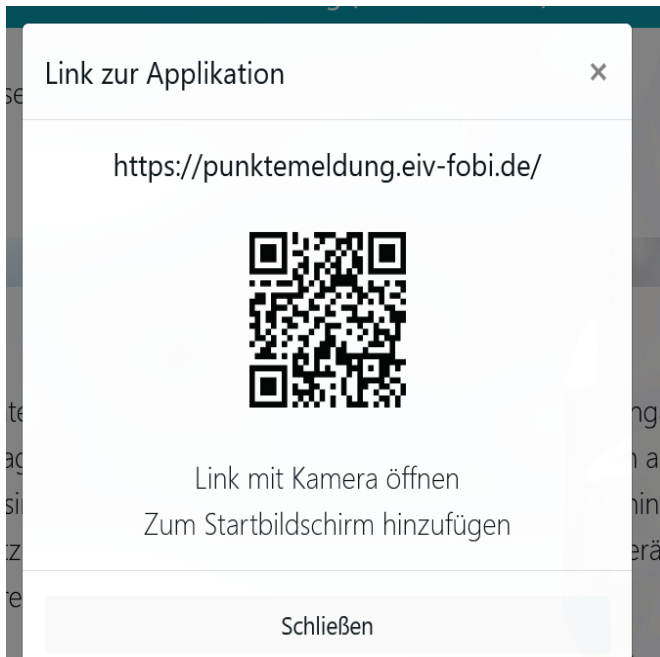 Link zur Applikation ×
https://punktemeldung.eiv-fobi.de/
Link mit Kamera öffnen
Zum Startbildschirm hinzufügen
Schließen